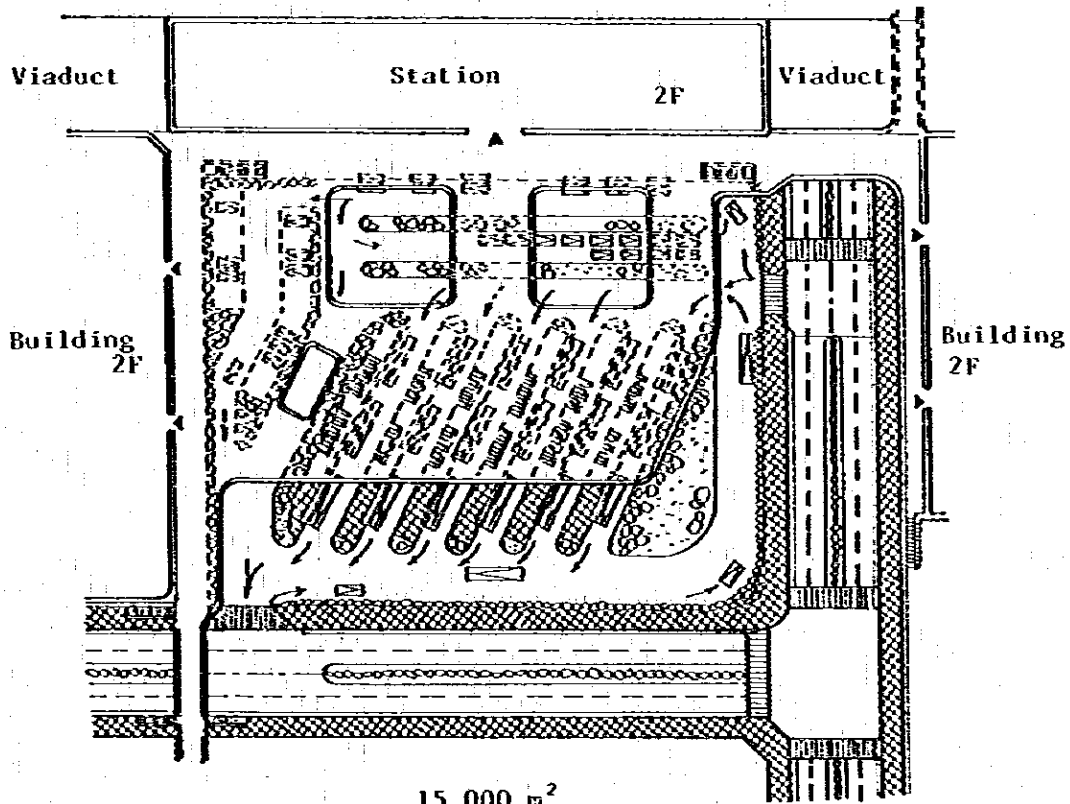 Viaduct
Station
2F
Viaduct
Building
2F
Building
2F
15,000 m²